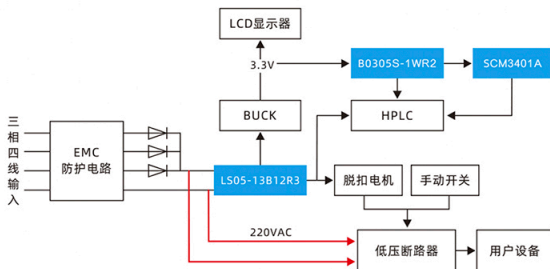 LCD显示器
3.3V
B0305S-1WR2
SCM3401A
BUCK
HPLC
三相四线输入
EMC
防护电路
LS05-13B12R3
脱扣电机
手动开关
220VAC
低压断路器
用户设备